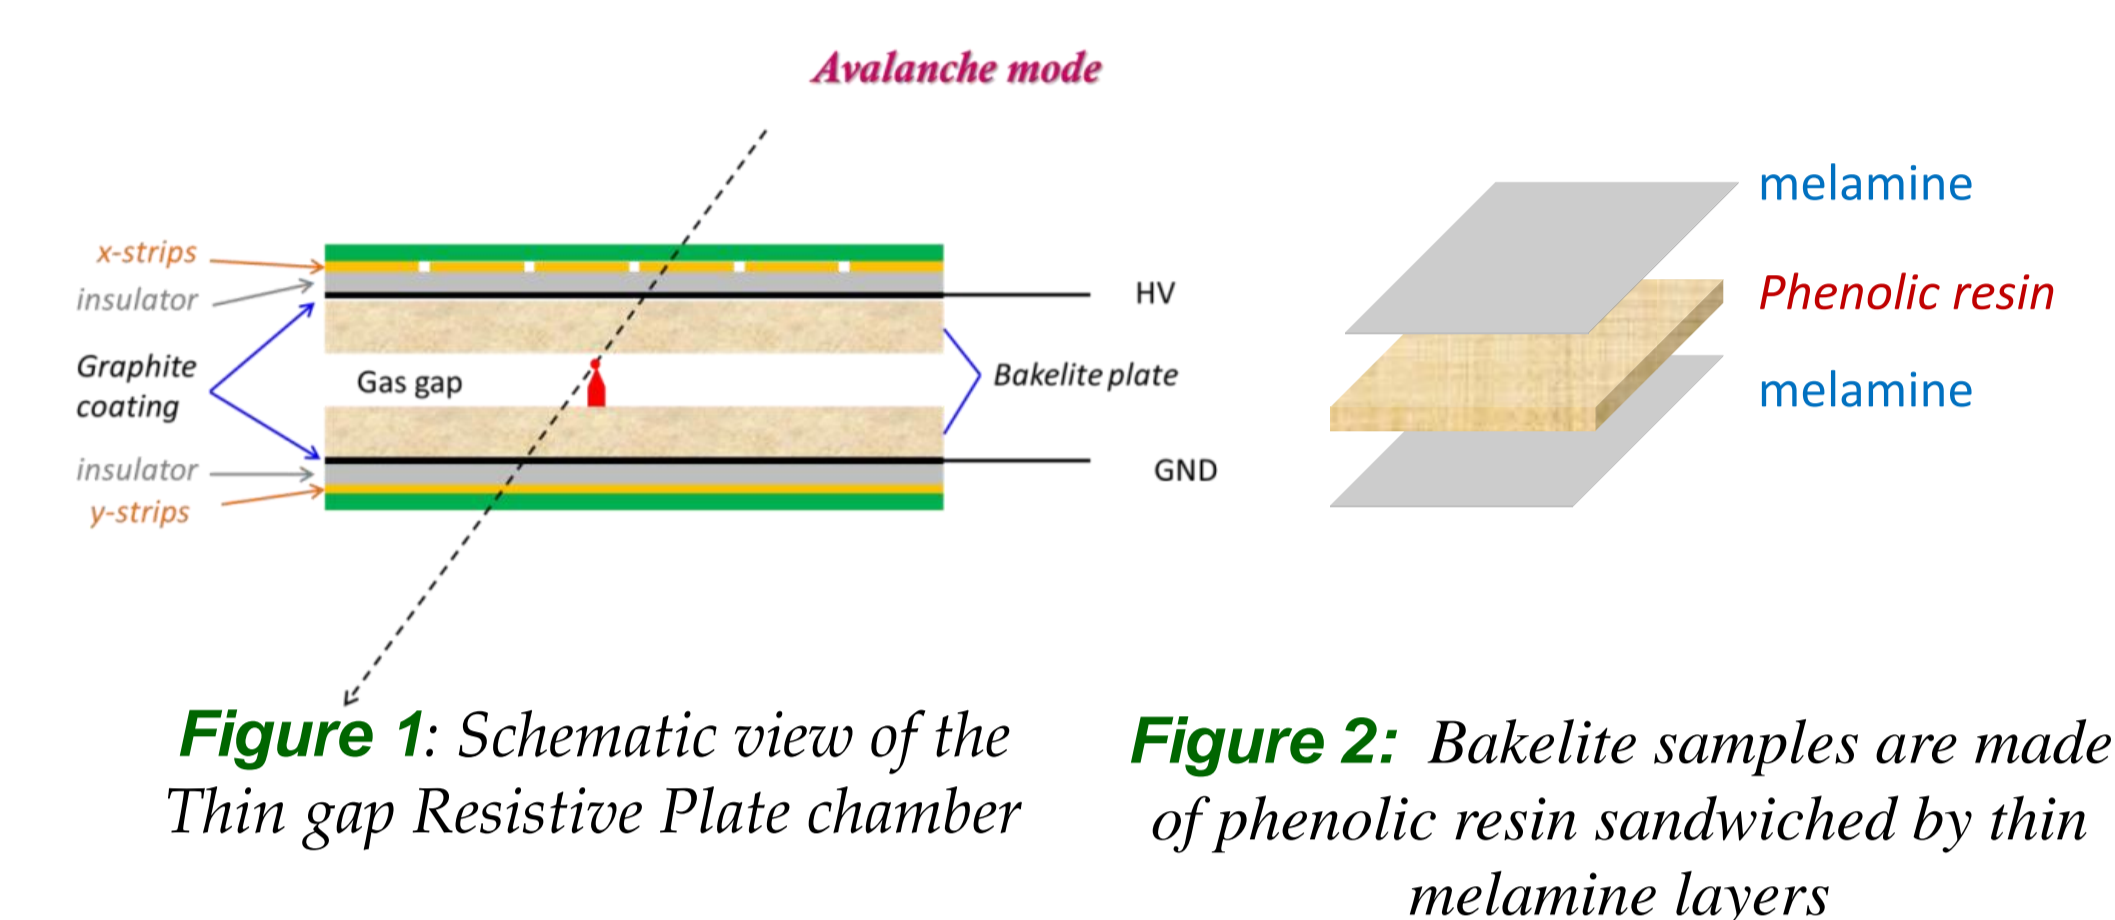 Avalanche mode
x-strips
insulator
Graphite
coating
insulator
y-strips
Gas gap
HV
Bakelite plate
GND
Figure 1: Schematic view of the
Thin gap Resistive Plate chamber
melamine
Phenolic resin
melamine
Figure 2: Bakelite samples are made
of phenolic resin sandwiched by thin
melamine layers